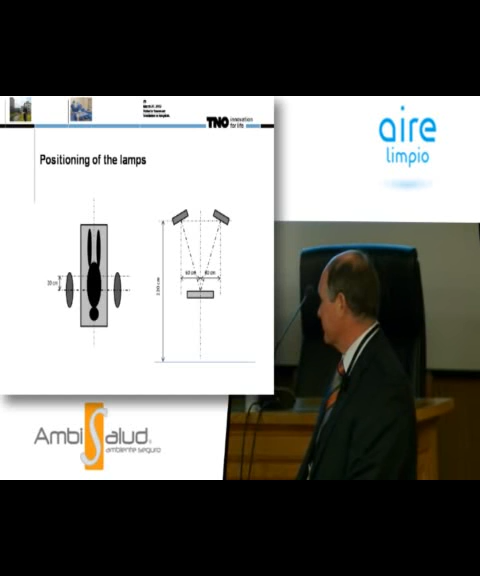 TNO innovation
for life
Positioning of the lamps
30 cm
60 cm
60 cm
aire
limpio
AmbiSalud.
ambiente seguro